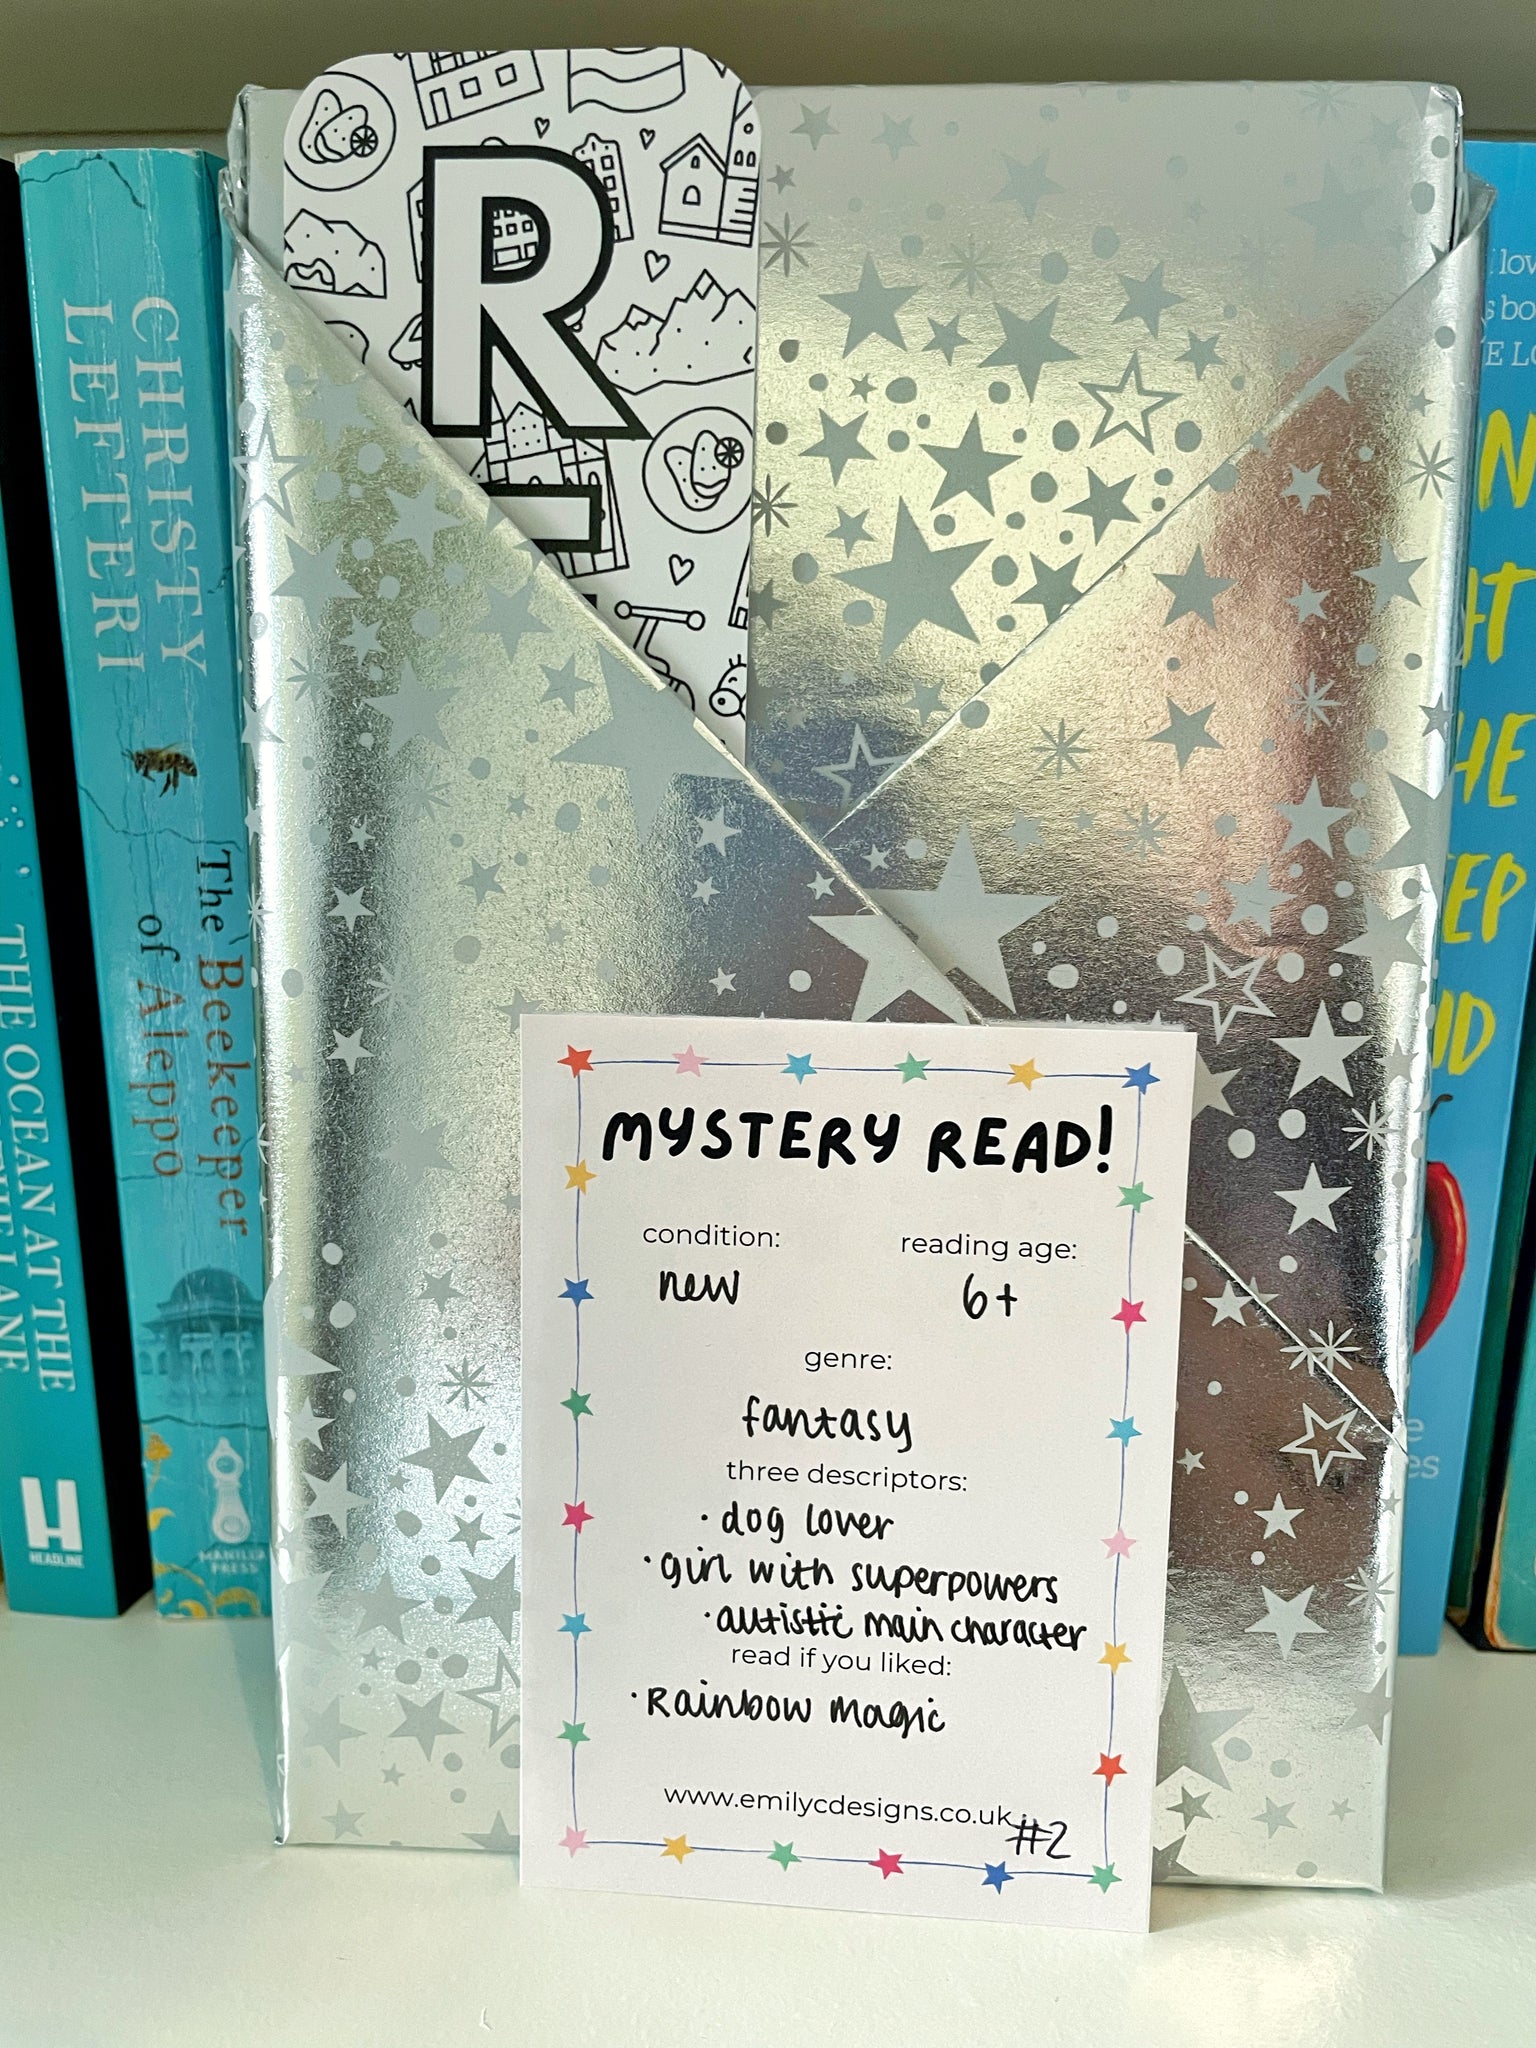 CHRISTY
LEFTERI
The Beekeeper
of Aleppo
MANILLA
PRESS
THE OCEAN AT THE
HEADLINE
R
MYSTERY READ!
condition:
new
reading age:
6+
genre:
fantasy
three descriptors:
· dog lover
· girl with superpowers
· autistic main character
read if you liked:
· Rainbow Magic
www.emilycdesigns.co.uk
#2